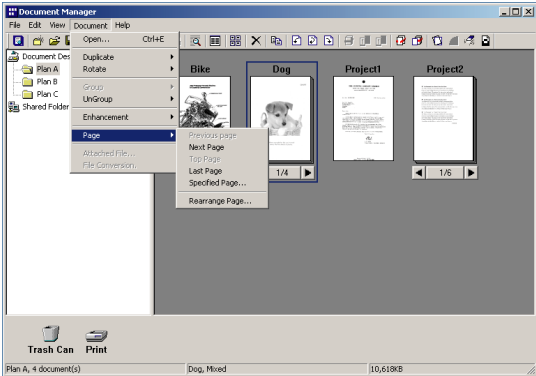 Document Manager
File Edit View Document Help
Open... Ctrl+E
Duplicate
Rotate
Group
UnGroup
Enhancement
Page
Attached File...
File Conversion.
Previous page
Next Page
Top Page
Last Page
Specified Page...
Rearrange Page...
Document Des
Plan A
Plan B
Plan C
Shared Folder
Bike Dog Project1 Project2
1/4 1/6
Trash Can Print
Plan A, 4 document(s) Dog, Mixed 10,618KB